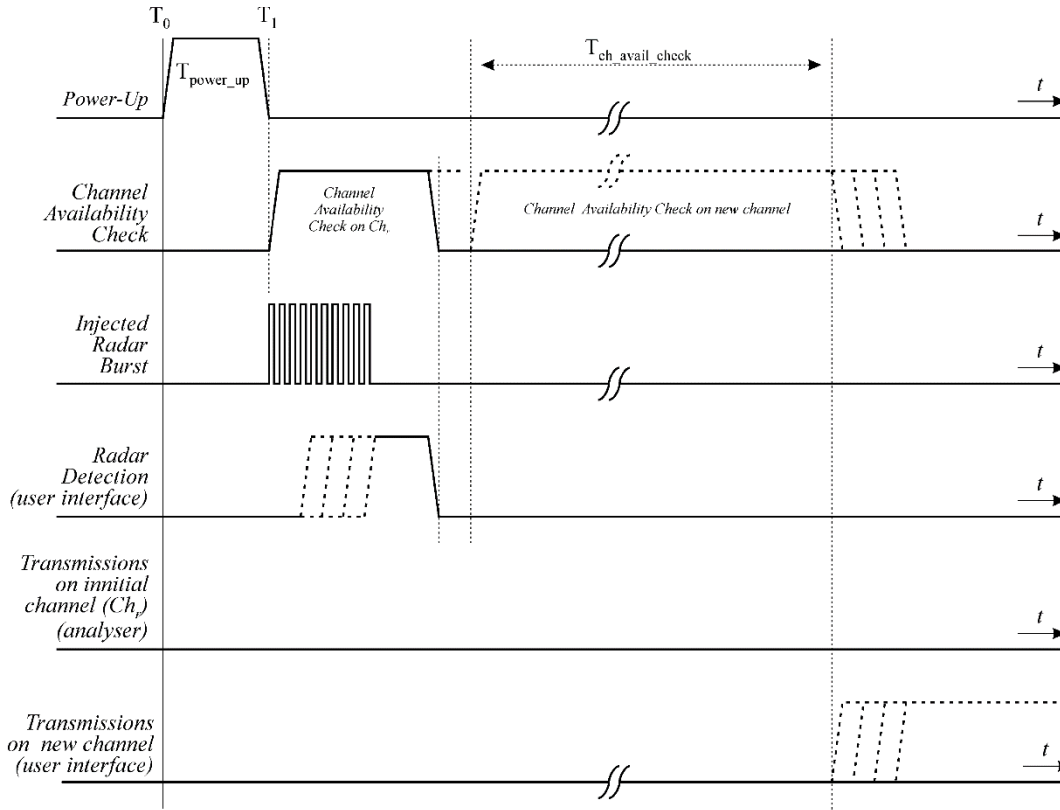 T0 T1
Tch_avail_check
Tpower_up
Power-Up
t
Channel
Availability
Check
Channel
Availability
Check on Chr
Channel Availability Check on new channel
t
Injected
Radar
Burst
t
Radar
Detection
(user interface)
t
Transmissions
on innitial
channel (Chr)
(analyser)
t
Transmissions
on new channel
(user interface)
t